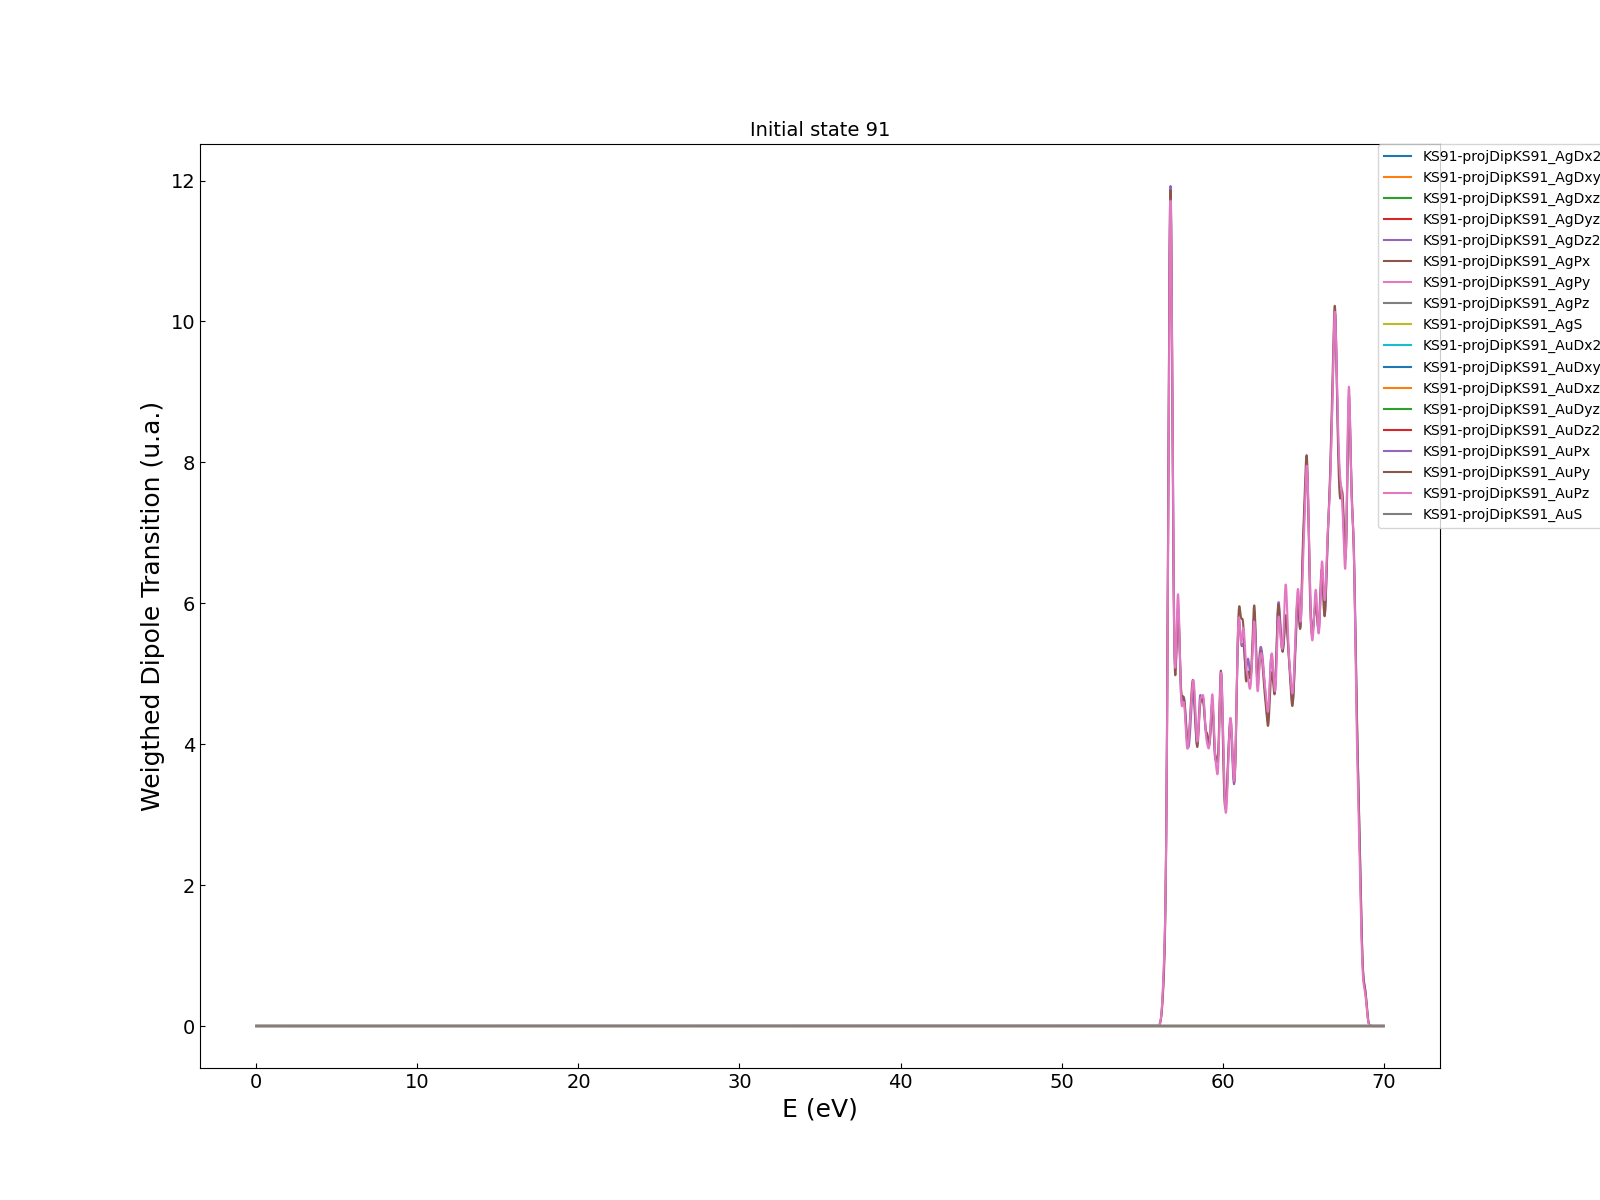 Initial state 91
12
10
8
6
4
2
0
Weigthed Dipole Transition (u.a.)
0 10 20 30 40 50 60 70
E (eV)
KS91-projDipKS91_AgDx2
KS91-projDipKS91_AgDxy
KS91-projDipKS91_AgDxz
KS91-projDipKS91_AgDyz
KS91-projDipKS91_AgDz2
KS91-projDipKS91_AgPx
KS91-projDipKS91_AgPy
KS91-projDipKS91_AgPz
KS91-projDipKS91_AgS
KS91-projDipKS91_AuDx2
KS91-projDipKS91_AuDxy
KS91-projDipKS91_AuDxz
KS91-projDipKS91_AuDyz
KS91-projDipKS91_AuDz2
KS91-projDipKS91_AuPx
KS91-projDipKS91_AuPy
KS91-projDipKS91_AuPz
KS91-projDipKS91_AuS